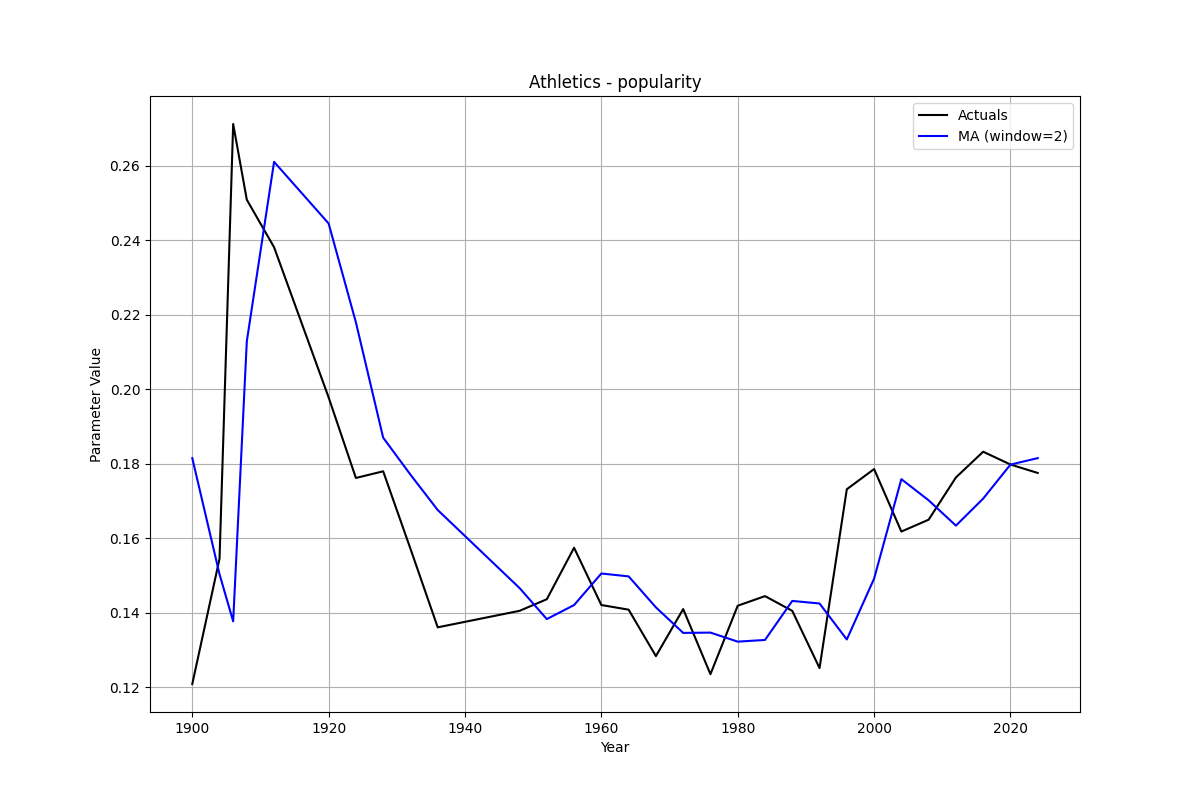 Athletics - popularity
Actuals
MA (window=2)
Parameter Value
0.26
0.24
0.22
0.20
0.18
0.16
0.14
0.12
1900 1920 1940 1960 1980 2000 2020
Year